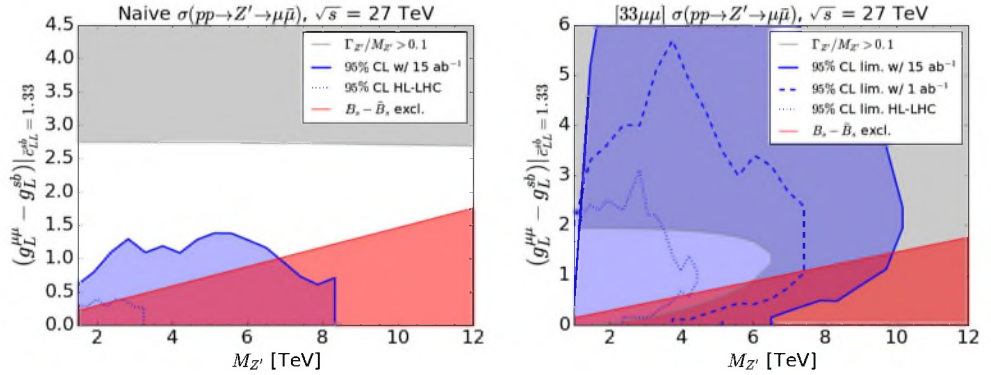 Naive σ(pp→Z′→μμ̄), √s = 27 TeV
4.5
4.0
3.5
3.0
2.5
2.0
1.5
1.0
0.5
0.0
(g_L^{μμ} − g_L^{sb})|_{c̄_{LL}^{sb}=1.33}
Γ_{Z′}/M_{Z′} > 0.1
95% CL w/ 15 ab⁻¹
95% CL HL-LHC
B_s − B̄_s excl.
2 4 6 8 10 12
M_{Z′} [TeV]
[33μμ] σ(pp→Z′→μμ̄), √s = 27 TeV
6
5
4
3
2
1
0
(g_L^{μμ} − g_L^{sb})|_{c̄_{LL}^{sb}=1.33}
Γ_{Z′}/M_{Z′} > 0.1
95% CL lim. w/ 15 ab⁻¹
95% CL lim. w/ 1 ab⁻¹
95% CL lim. HL-LHC
B_s − B̄_s excl.
2 4 6 8 10 12
M_{Z′} [TeV]